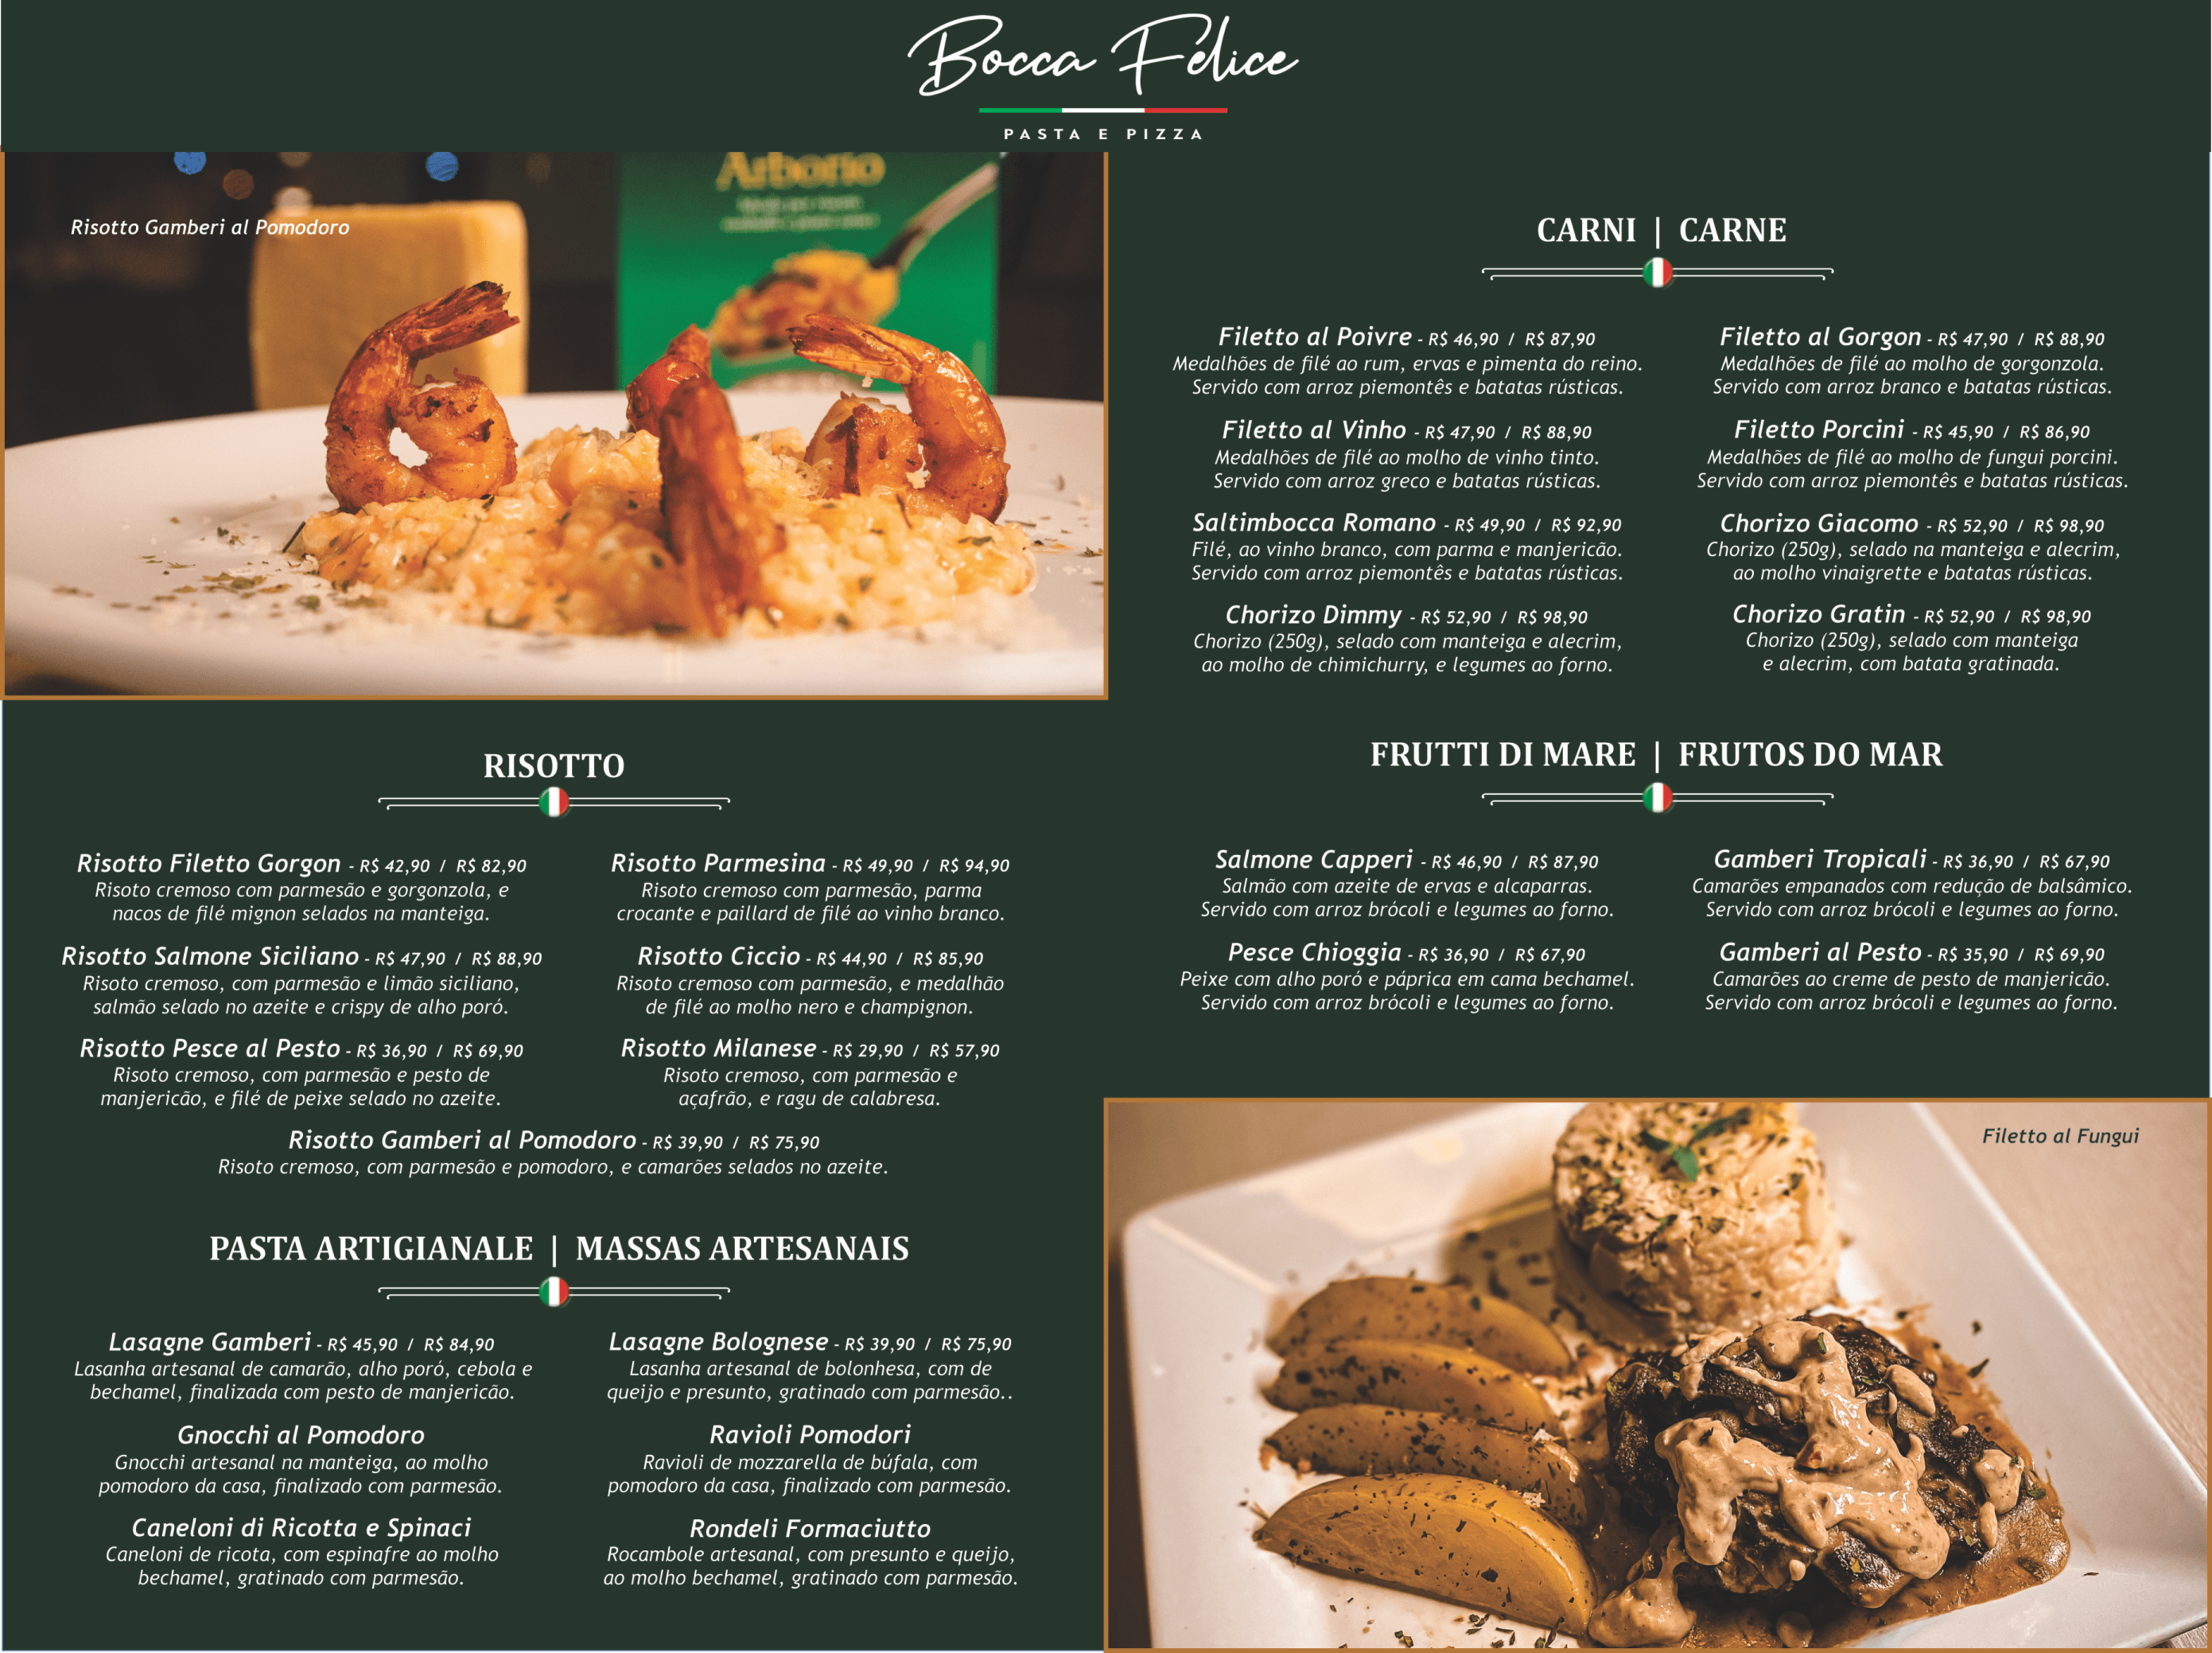 Bocca Felice
PASTA E PIZZA
Arborio
Risotto Gamberi al Pomodoro
RISOTTO
Risotto Filetto Gorgon - R$ 42,90 / R$ 82,90
Risoto cremoso com parmesão e gorgonzola, e
nacos de filé mignon selados na manteiga.
Risotto Parmesina - R$ 49,90 / R$ 94,90
Risoto cremoso com parmesão, parma
crocante e paillard de filé ao vinho branco.
Risotto Salmone Siciliano - R$ 47,90 / R$ 88,90
Risoto cremoso, com parmesão e limão siciliano,
salmão selado no azeite e crispy de alho poró.
Risotto Ciccio - R$ 44,90 / R$ 85,90
Risoto cremoso com parmesão, e medalhão
de filé ao molho nero e champignon.
Risotto Pesce al Pesto - R$ 36,90 / R$ 69,90
Risoto cremoso, com parmesão e pesto de
manjericão, e filé de peixe selado no azeite.
Risotto Milanese - R$ 29,90 / R$ 57,90
Risoto cremoso, com parmesão e
açafrão, e ragu de calabresa.
Risotto Gamberi al Pomodoro - R$ 39,90 / R$ 75,90
Risoto cremoso, com parmesão e pomodoro, e camarões selados no azeite.
PASTA ARTIGIANALE | MASSAS ARTESANAIS
Lasagne Gamberi - R$ 45,90 / R$ 84,90
Lasanha artesanal de camarão, alho poró, cebola e
bechamel, finalizada com pesto de manjericão.
Lasagne Bolognese - R$ 39,90 / R$ 75,90
Lasanha artesanal de bolonhesa, com de
queijo e presunto, gratinado com parmesão..
Gnocchi al Pomodoro
Gnocchi artesanal na manteiga, ao molho
pomodoro da casa, finalizado com parmesão.
Ravioli Pomodori
Ravioli de mozzarella de búfala, com
pomodoro da casa, finalizado com parmesão.
Caneloni di Ricotta e Spinaci
Caneloni de ricota, com espinafre ao molho
bechamel, gratinado com parmesão.
Rondeli Formaciutto
Rocambole artesanal, com presunto e queijo,
ao molho bechamel, gratinado com parmesão.
CARNI | CARNE
Filetto al Poivre - R$ 46,90 / R$ 87,90
Medalhões de filé ao rum, ervas e pimenta do reino.
Servido com arroz piemontês e batatas rústicas.
Filetto al Gorgon - R$ 47,90 / R$ 88,90
Medalhões de filé ao molho de gorgonzola.
Servido com arroz branco e batatas rústicas.
Filetto al Vinho - R$ 47,90 / R$ 88,90
Medalhões de filé ao molho de vinho tinto.
Servido com arroz greco e batatas rústicas.
Filetto Porcini - R$ 45,90 / R$ 86,90
Medalhões de filé ao molho de fungui porcini.
Servido com arroz piemontês e batatas rústicas.
Saltimbocca Romano - R$ 49,90 / R$ 92,90
Filé, ao vinho branco, com parma e manjericão.
Servido com arroz piemontês e batatas rústicas.
Chorizo Giacomo - R$ 52,90 / R$ 98,90
Chorizo (250g), selado na manteiga e alecrim,
ao molho vinaigrette e batatas rústicas.
Chorizo Dimmy - R$ 52,90 / R$ 98,90
Chorizo (250g), selado com manteiga e alecrim,
ao molho de chimichurry, e legumes ao forno.
Chorizo Gratin - R$ 52,90 / R$ 98,90
Chorizo (250g), selado com manteiga
e alecrim, com batata gratinada.
FRUTTI DI MARE | FRUTOS DO MAR
Salmone Capperi - R$ 46,90 / R$ 87,90
Salmão com azeite de ervas e alcaparras.
Servido com arroz brócoli e legumes ao forno.
Gamberi Tropicali - R$ 36,90 / R$ 67,90
Camarões empanados com redução de balsâmico.
Servido com arroz brócoli e legumes ao forno.
Pesce Chioggia - R$ 36,90 / R$ 67,90
Peixe com alho poró e páprica em cama bechamel.
Servido com arroz brócoli e legumes ao forno.
Gamberi al Pesto - R$ 35,90 / R$ 69,90
Camarões ao creme de pesto de manjericão.
Servido com arroz brócoli e legumes ao forno.
Filetto al Fungui